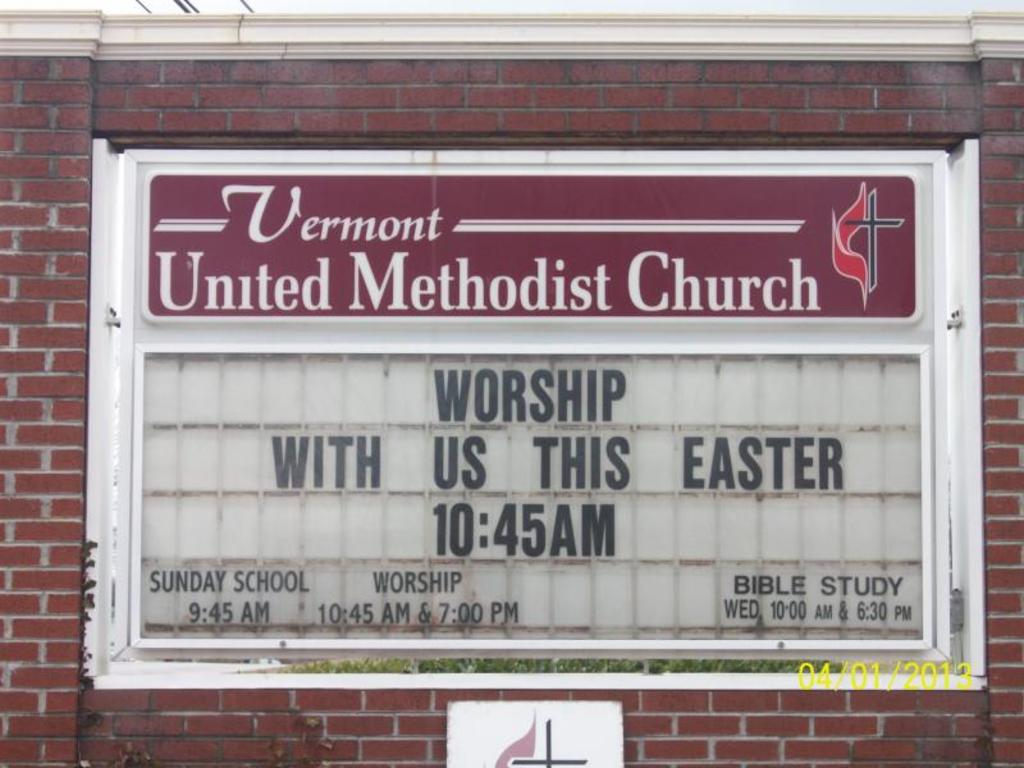 Vermont
United Methodist Church
WORSHIP
WITH US THIS EASTER
10:45AM
SUNDAY SCHOOL WORSHIP BIBLE STUDY
9:45 AM 10:45 AM & 7:00 PM WED. 10:00 AM & 6:30 PM
04/01/2013